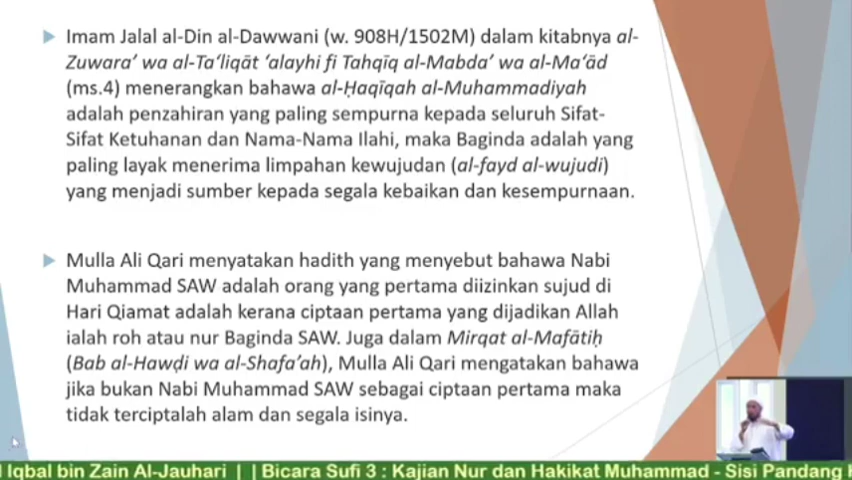 Imam Jalal al-Din al-Dawwani (w. 908H/1502M) dalam kitabnya al-
Zuwara’ wa al-Ta‘liqāt ‘alayhi fi Tahqīq al-Mabda’ wa al-Ma‘ād
(ms.4) menerangkan bahawa al-Ḥaqīqah al-Muhammadiyah
adalah penzahiran yang paling sempurna kepada seluruh Sifat-
Sifat Ketuhanan dan Nama-Nama Ilahi, maka Baginda adalah yang
paling layak menerima limpahan kewujudan (al-fayd al-wujudi)
yang menjadi sumber kepada segala kebaikan dan kesempurnaan.
Mulla Ali Qari menyatakan hadith yang menyebut bahawa Nabi
Muhammad SAW adalah orang yang pertama diizinkan sujud di
Hari Qiamat adalah kerana ciptaan pertama yang dijadikan Allah
ialah roh atau nur Baginda SAW. Juga dalam Mirqat al-Mafātiḥ
(Bab al-Hawḍi wa al-Shafa’ah), Mulla Ali Qari mengatakan bahawa
jika bukan Nabi Muhammad SAW sebagai ciptaan pertama maka
tidak terciptalah alam dan segala isinya.
Iqbal bin Zain Al-Jauhari | | Bicara Sufi 3 : Kajian Nur dan Hakikat Muhammad - Sisi Pandang